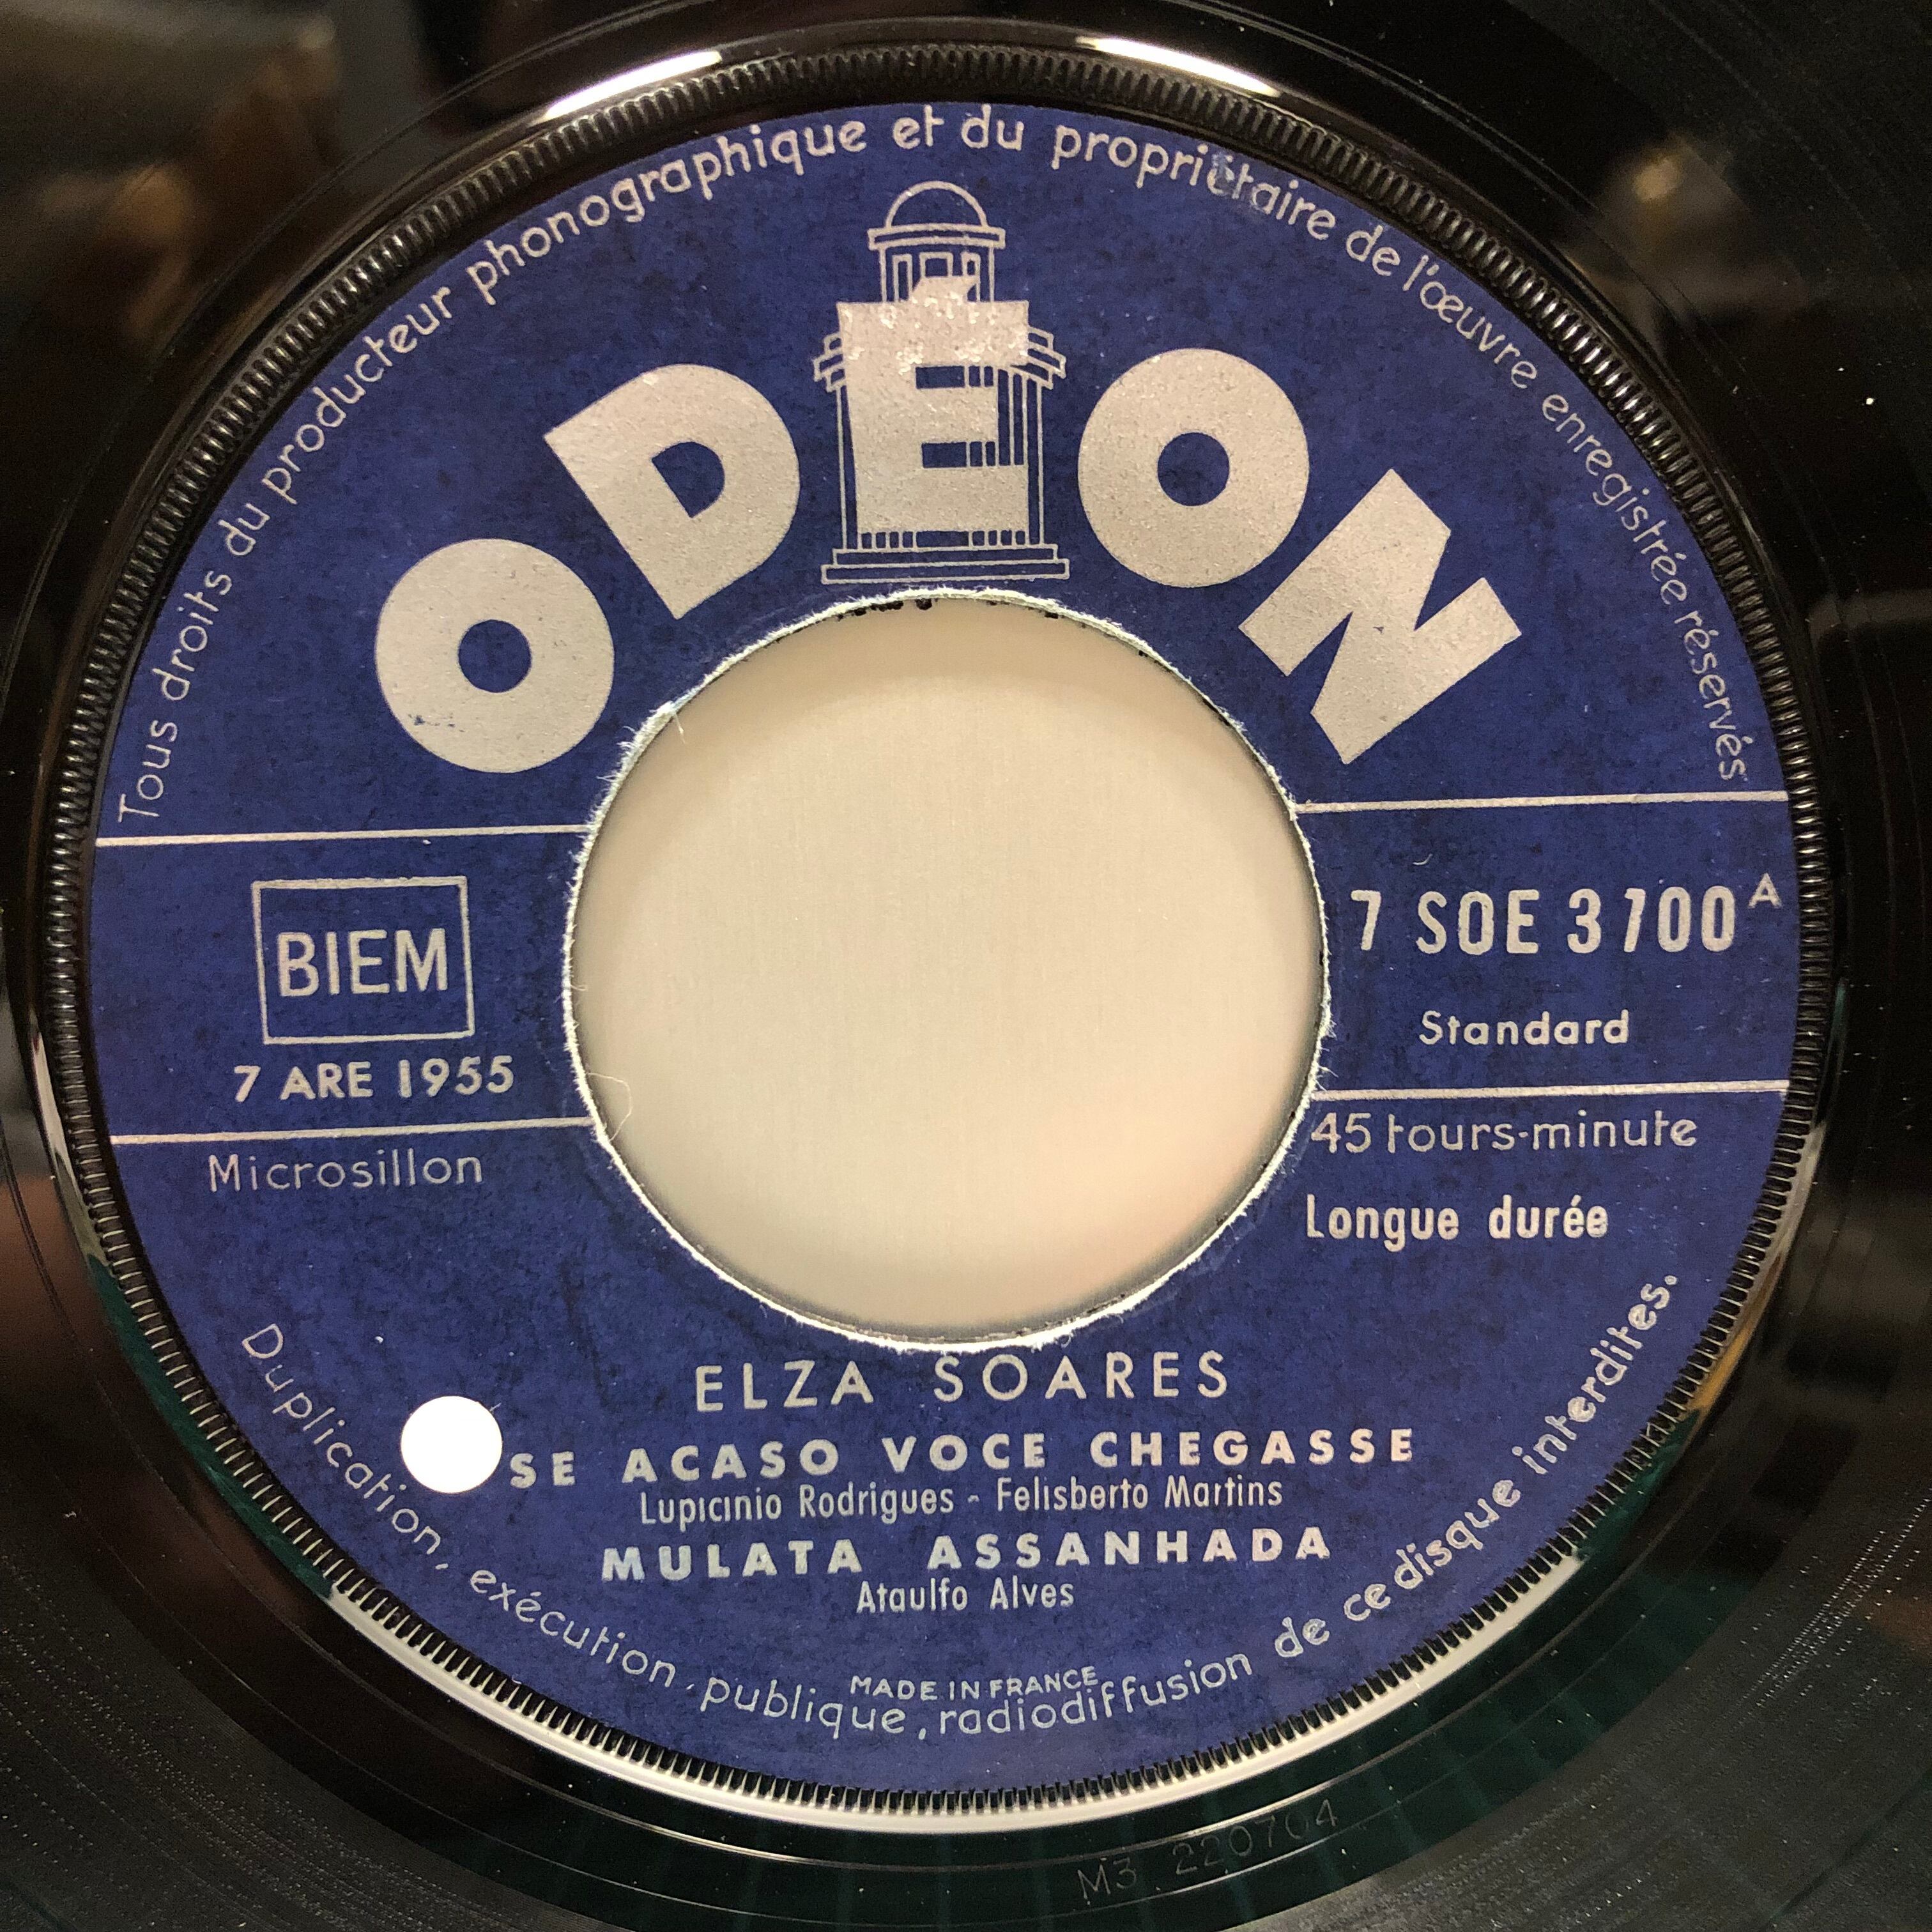 Tous droits du producteur phonographique et du propriétaire de l'œuvre enregistrée réservés
ODÉON
BIEM
7 ARE 1955
Microsillon
7 SOE 3700 A
Standard
45 tours-minute
Longue durée
ELZA SOARES
SE ACASO VOCE CHEGASSE
Lupicinio Rodrigues - Felisberto Martins
MULATA ASSANHADA
Ataulfo Alves
MADE IN FRANCE
Duplication, exécution publique, radiodiffusion de ce disque interdites.
M3 220704